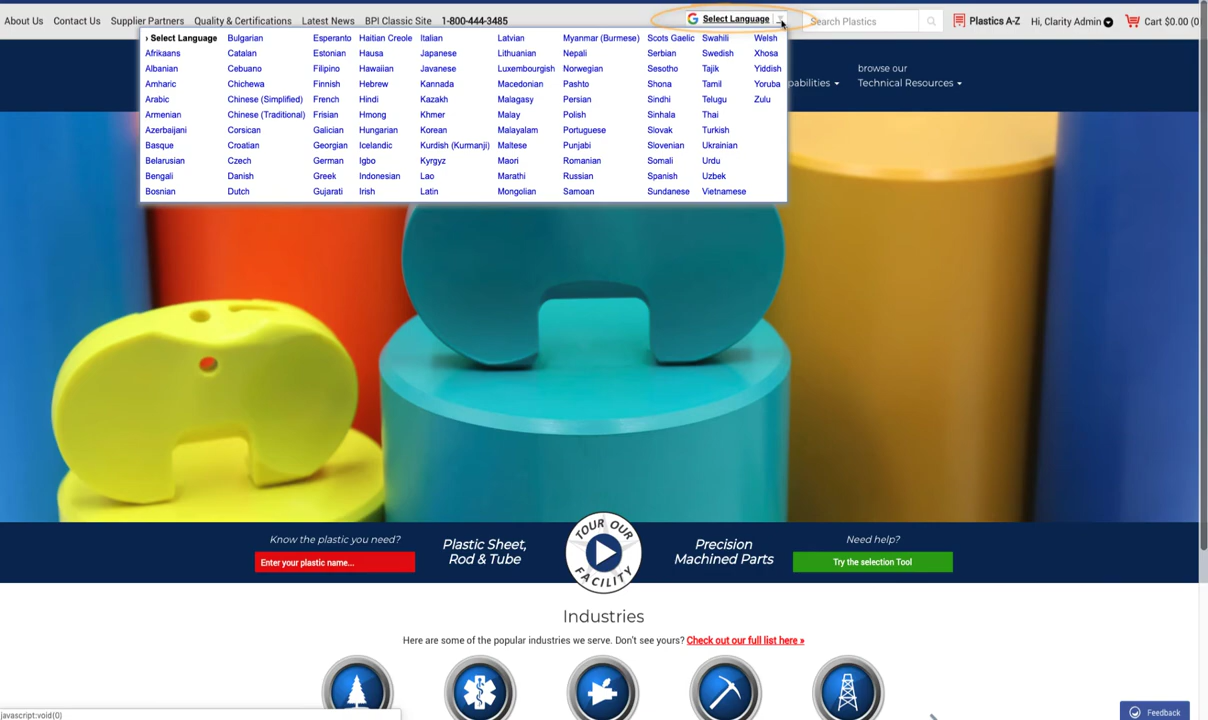 About Us Contact Us Supplier Partners Quality & Certifications Latest News BPI Classic Site 1-800-444-3485 Select Language Search Plastics Plastics A-Z Hi, Clarity Admin Cart $0.00 (0
› Select Language Bulgarian Esperanto Haitian Creole Italian Latvian Myanmar (Burmese) Scots Gaelic Swahili Welsh
Afrikaans Catalan Estonian Hausa Japanese Lithuanian Nepali Serbian Swedish Xhosa
Albanian Cebuano Filipino Hawaiian Javanese Luxembourgish Norwegian Sesotho Tajik Yiddish
Amharic Chichewa Finnish Hebrew Kannada Macedonian Pashto Shona Tamil Yoruba
Arabic Chinese (Simplified) French Hindi Kazakh Malagasy Persian Sindhi Telugu Zulu
Armenian Chinese (Traditional) Frisian Hmong Khmer Malay Polish Sinhala Thai
Azerbaijani Corsican Galician Hungarian Korean Malayalam Portuguese Slovak Turkish
Basque Croatian Georgian Icelandic Kurdish (Kurmanji) Maltese Punjabi Slovenian Ukrainian
Belarusian Czech German Igbo Kyrgyz Maori Romanian Somali Urdu
Bengali Danish Greek Indonesian Lao Marathi Russian Spanish Uzbek
Bosnian Dutch Gujarati Irish Latin Mongolian Samoan Sundanese Vietnamese
browse our
pabilities Technical Resources
Know the plastic you need?
Enter your plastic name...
Plastic Sheet,
Rod & Tube
TOUR OUR
FACILITY
Precision
Machined Parts
Need help?
Try the selection Tool
Industries
Here are some of the popular industries we serve. Don't see yours? Check out our full list here »
javascript:void(0)
Feedback